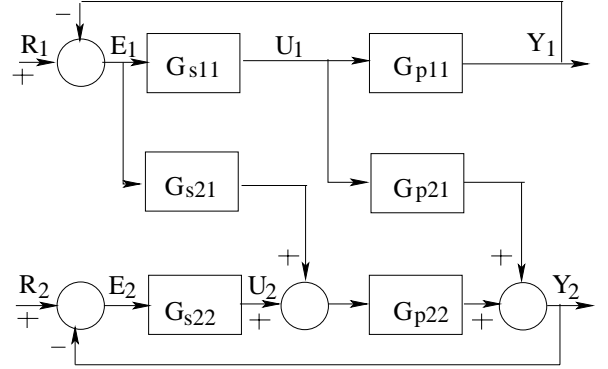 −
R1 E1 U1 Y1
+ Gs11 Gp11
Gs21 Gp21
+ +
R2 E2 U2 Y2
+ Gs22 + Gp22 +
−